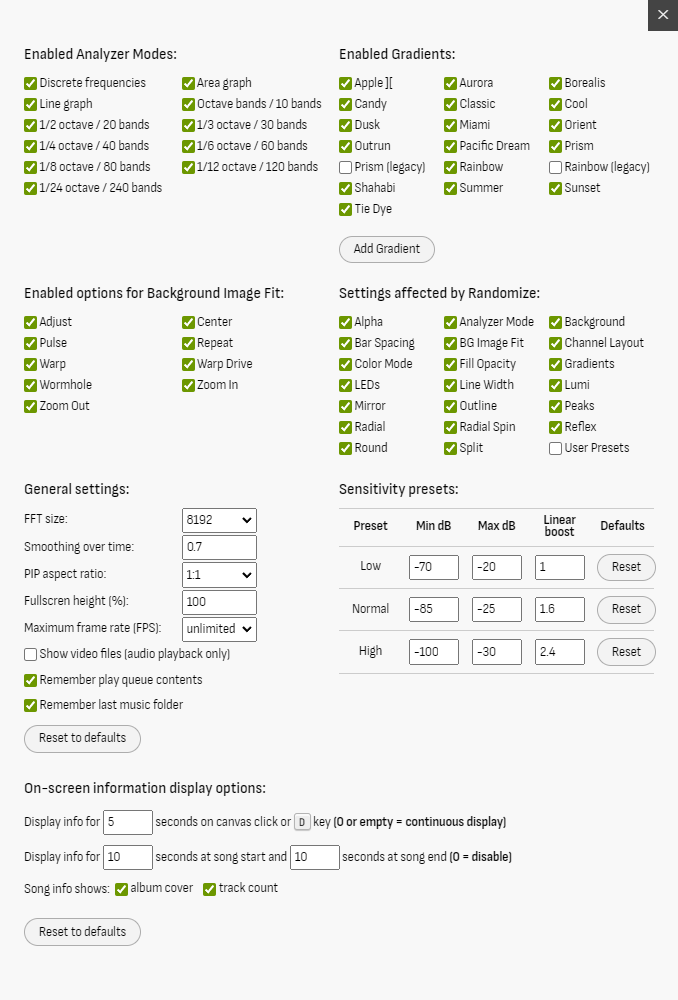 Enabled Analyzer Modes:
Discrete frequencies
Area graph
Line graph
Octave bands / 10 bands
1/2 octave / 20 bands
1/3 octave / 30 bands
1/4 octave / 40 bands
1/6 octave / 60 bands
1/8 octave / 80 bands
1/12 octave / 120 bands
1/24 octave / 240 bands
Enabled Gradients:
Apple ][
Aurora
Borealis
Candy
Classic
Cool
Dusk
Miami
Orient
Outrun
Pacific Dream
Prism
Prism (legacy)
Rainbow
Rainbow (legacy)
Shahabi
Summer
Sunset
Tie Dye
Add Gradient
Enabled options for Background Image Fit:
Adjust
Center
Pulse
Repeat
Warp
Warp Drive
Wormhole
Zoom In
Zoom Out
Settings affected by Randomize:
Alpha
Analyzer Mode
Background
Bar Spacing
BG Image Fit
Channel Layout
Color Mode
Fill Opacity
Gradients
LEDs
Line Width
Lumi
Mirror
Outline
Peaks
Radial
Radial Spin
Reflex
Round
Split
User Presets
General settings:
FFT size: 8192
Smoothing over time: 0.7
PIP aspect ratio: 1:1
Fullscren height (%): 100
Maximum frame rate (FPS): unlimited
Show video files (audio playback only)
Remember play queue contents
Remember last music folder
Reset to defaults
Sensitivity presets:
Preset Min dB Max dB Linear boost Defaults
Low -70 -20 1 Reset
Normal -85 -25 1.6 Reset
High -100 -30 2.4 Reset
On-screen information display options:
Display info for 5 seconds on canvas click or D key (0 or empty = continuous display)
Display info for 10 seconds at song start and 10 seconds at song end (0 = disable)
Song info shows: album cover track count
Reset to defaults